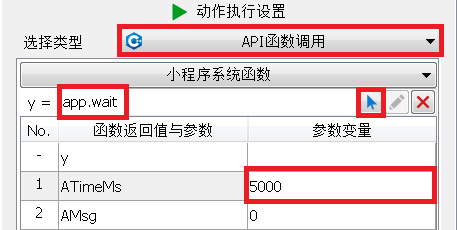 动作执行设置
选择类型 API函数调用
小程序系统函数
y = app.wait
No. 函数返回值与参数 参数变量
- y
1 ATimeMs 5000
2 AMsg 0